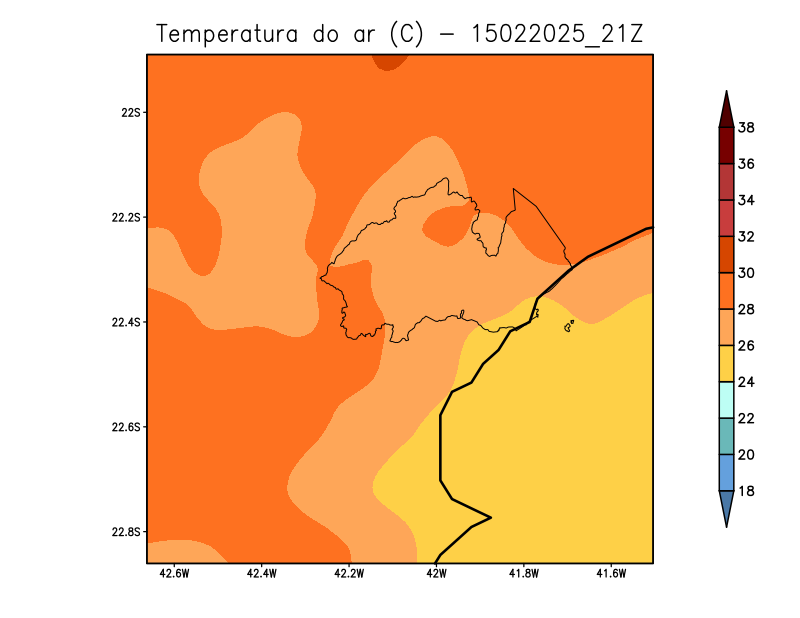 Temperatura do ar (C) - 15022025_21Z
22S
22.2S
22.4S
22.6S
22.8S
42.6W
42.4W
42.2W
42W
41.8W
41.6W
38
36
34
32
30
28
26
24
22
20
18